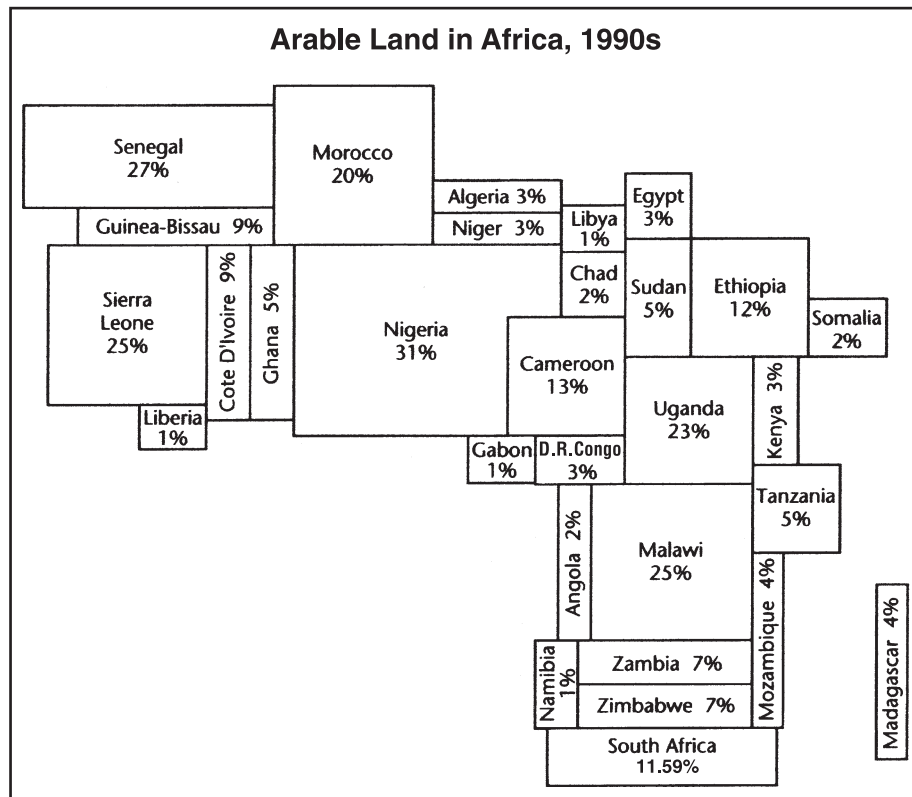 Arable Land in Africa, 1990s
Senegal
27%
Morocco
20%
Algeria 3%
Egypt
3%
Guinea-Bissau 9%
Niger 3%
Libya
1%
Sierra
Leone
25%
Cote D'Ivoire 9%
Ghana 5%
Nigeria
31%
Chad
2%
Sudan
5%
Ethiopia
12%
Somalia
2%
Cameroon
13%
Liberia
1%
Uganda
23%
Kenya 3%
Gabon
1%
D.R.Congo
3%
Tanzania
5%
Angola 2%
Malawi
25%
Mozambique 4%
Madagascar 4%
Namibia
1%
Zambia 7%
Zimbabwe 7%
South Africa
11.59%